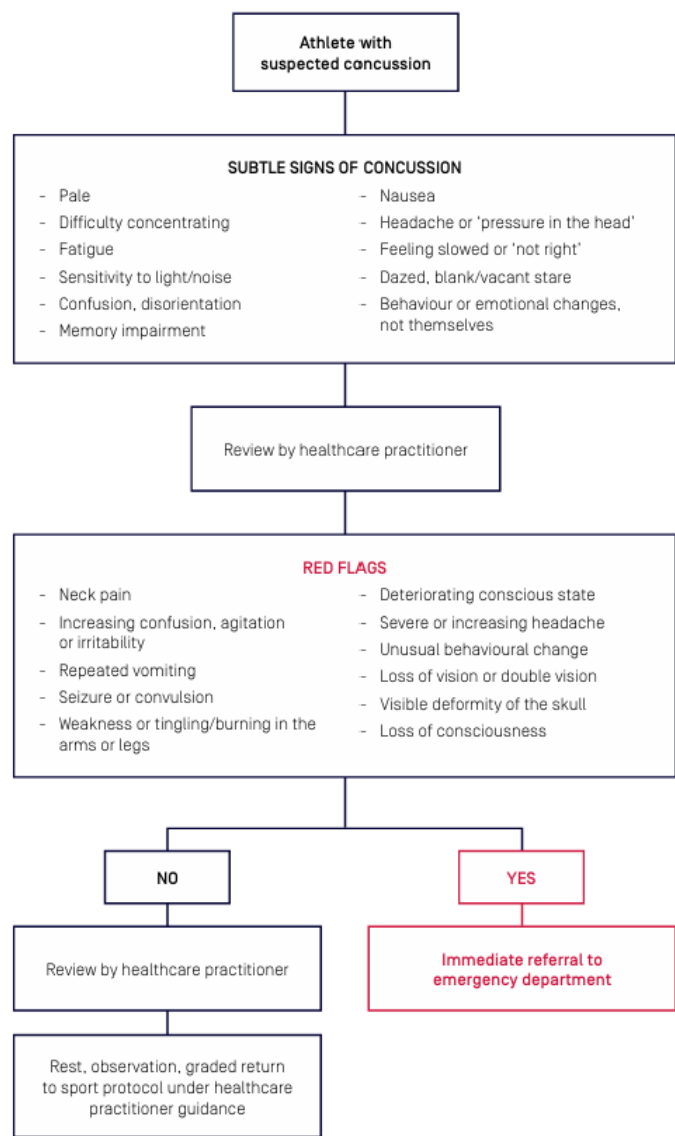 Athlete with
suspected concussion
SUBTLE SIGNS OF CONCUSSION
- Pale
- Difficulty concentrating
- Fatigue
- Sensitivity to light/noise
- Confusion, disorientation
- Memory impairment
- Nausea
- Headache or ‘pressure in the head’
- Feeling slowed or ‘not right’
- Dazed, blank/vacant stare
- Behaviour or emotional changes,
not themselves
Review by healthcare practitioner
RED FLAGS
- Neck pain
- Increasing confusion, agitation
or irritability
- Repeated vomiting
- Seizure or convulsion
- Weakness or tingling/burning in the
arms or legs
- Deteriorating conscious state
- Severe or increasing headache
- Unusual behavioural change
- Loss of vision or double vision
- Visible deformity of the skull
- Loss of consciousness
NO
Review by healthcare practitioner
Rest, observation, graded return
to sport protocol under healthcare
practitioner guidance
YES
Immediate referral to
emergency department